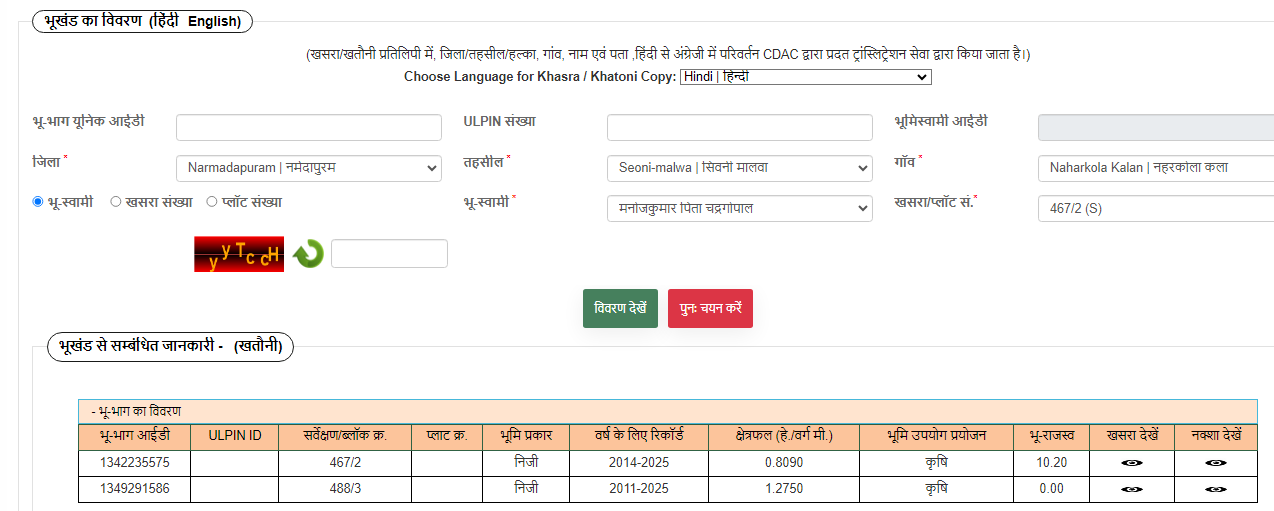 भूखंड का विवरण (हिंदी English)
(खसरा/खतौनी प्रतिलिपी में, जिला/तहसील/हल्का, गांव, नाम एवं पता ,हिंदी से अंग्रेजी में परिवर्तन CDAC द्वारा प्रदत ट्रांस्लिट्रेशन सेवा द्वारा किया जाता है।)
Choose Language for Khasra / Khatoni Copy: Hindi | हिन्दी
भू-भाग यूनिक आईडी ULPIN संख्या भूमिस्वामी आईडी
जिला * Narmadapuram | नर्मदापुरम तहसील * Seoni-malwa | सिवनी मालवा गाँव * Naharkola Kalan | नहरकोला कला
भू-स्वामी खसरा संख्या प्लॉट संख्या भू-स्वामी * मनोजकुमार पिता चद्रगोपाल खसरा/प्लॉट सं.* 467/2 (S)
y y T c c H
विवरण देखें पुनः चयन करें
भूखंड से सम्बंधित जानकारी - (खतौनी)
- भू-भाग का विवरण
भू-भाग आईडी ULPIN ID सर्वेक्षण/ब्लॉक क्र. प्लाट क्र. भूमि प्रकार वर्ष के लिए रिकॉर्ड क्षेत्रफल (हे./वर्ग मी.) भूमि उपयोग प्रयोजन भू-राजस्व खसरा देखें नक्शा देखें
1342235575 467/2 निजी 2014-2025 0.8090 कृषि 10.20
1349291586 488/3 निजी 2011-2025 1.2750 कृषि 0.00